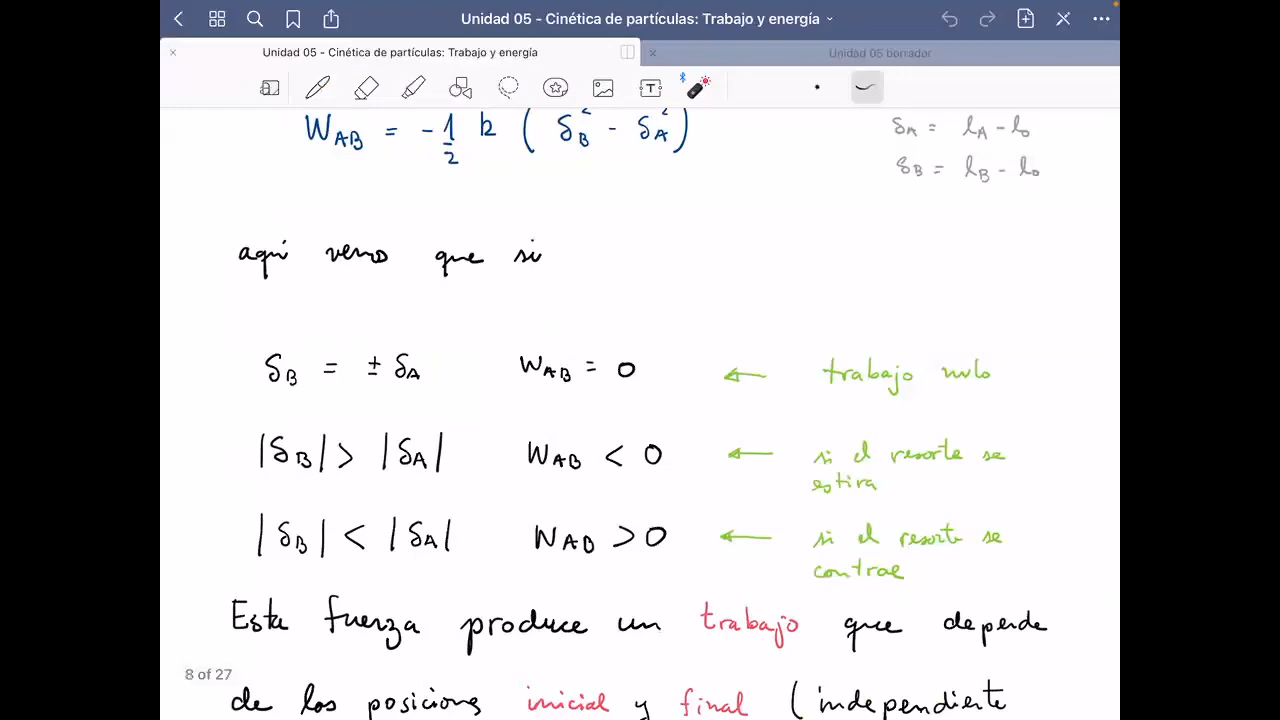 Unidad 05 - Cinética de partículas: Trabajo y energía
Unidad 05 - Cinética de partículas: Trabajo y energía
Unidad 05 borrador
W_AB = - 1/2 k ( δ_B² - δ_A² )
δ_A = l_A - l_0
δ_B = l_B - l_0
aquí vemos que si
δ_B = ± δ_A W_AB = 0 ← trabajo nulo
|δ_B| > |δ_A| W_AB < 0 ← si el resorte se
estira
|δ_B| < |δ_A| W_AB > 0 ← si el resorte se
contrae
Esta fuerza produce un trabajo que depende
8 of 27
de las posiciones inicial y final (independiente